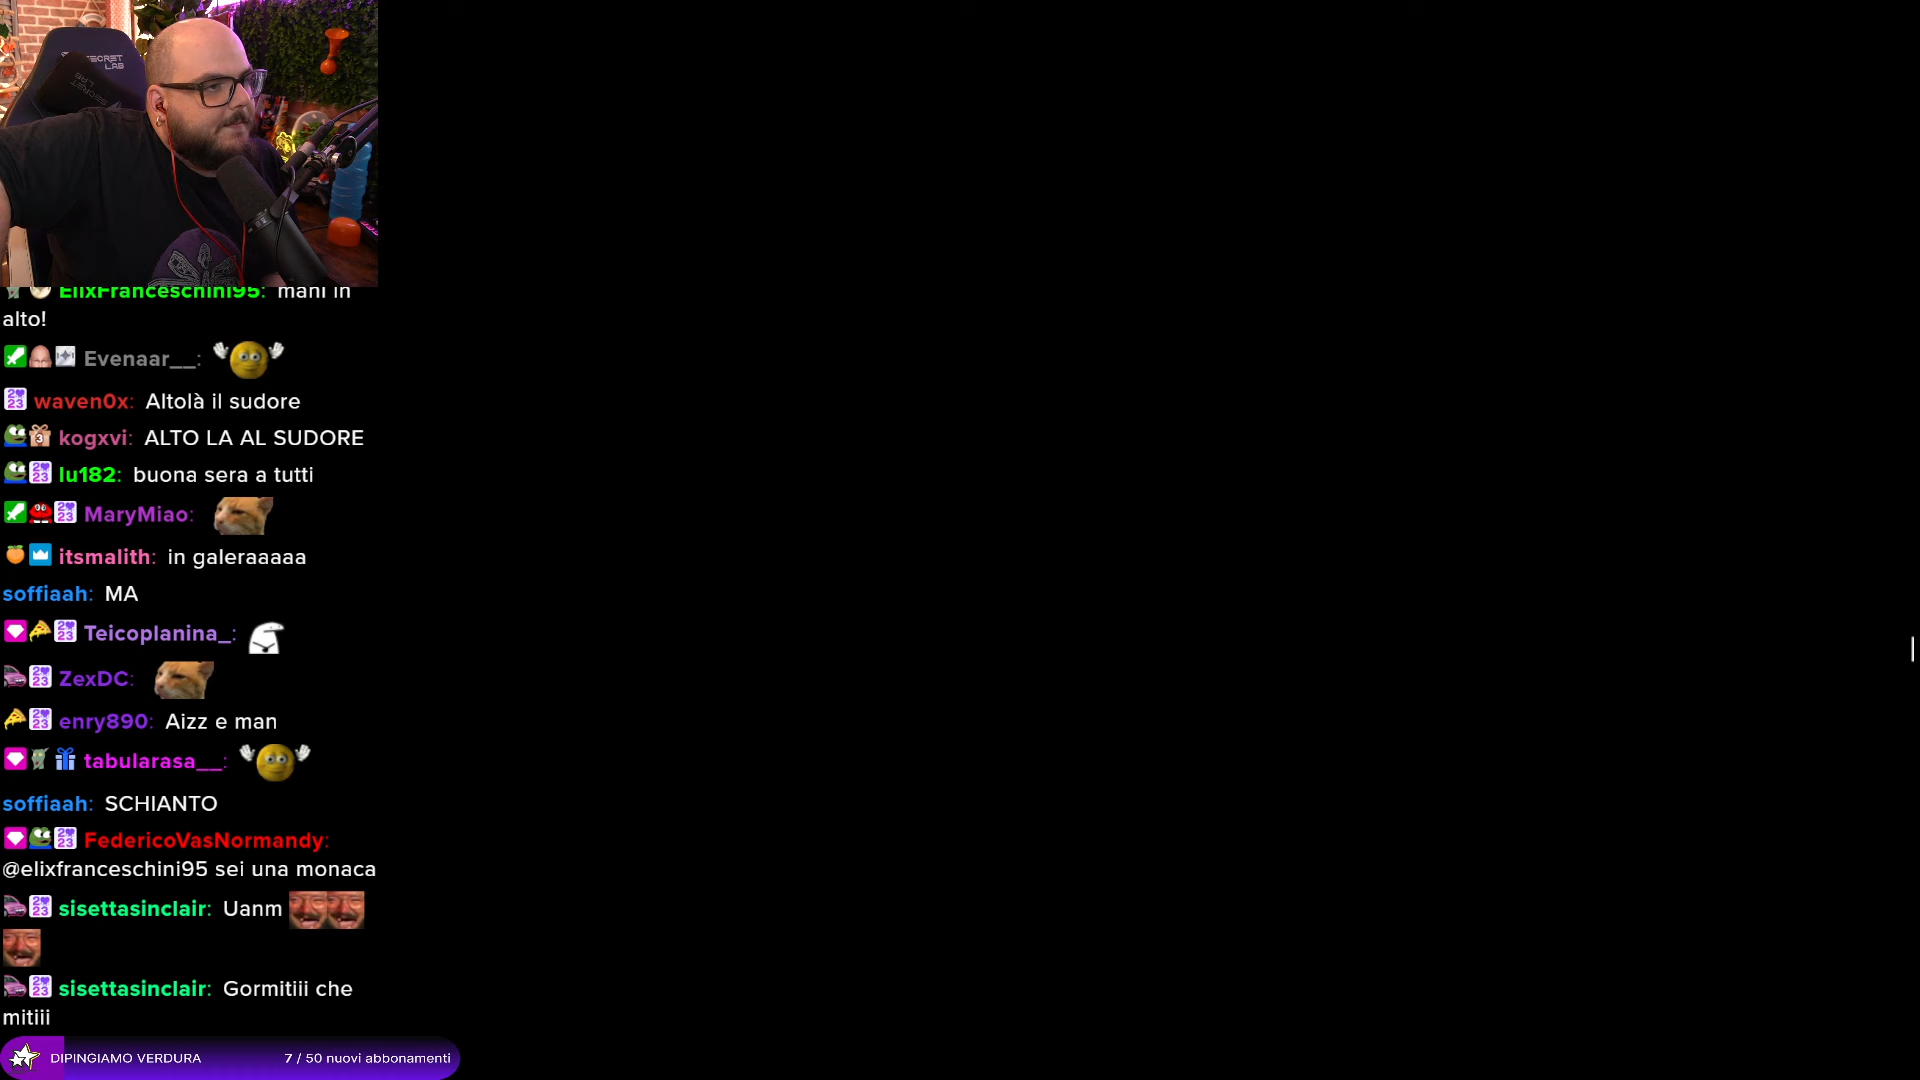 SECRET
LAB
ElixFranceschini95: mani in
alto!
Evenaar__:
waven0x: Altolà il sudore
kogxvi: ALTO LA AL SUDORE
lu182: buona sera a tutti
MaryMiao:
itsmalith: in galeraaaaa
soffiaah: MA
Teicoplanina_:
ZexDC:
enry890: Aizz e man
tabularasa__:
soffiaah: SCHIANTO
FedericoVasNormandy:
@elixfranceschini95 sei una monaca
sisettasinclair: Uanm
sisettasinclair: Gormitiii che
mitiii
DIPINGIAMO VERDURA 7 / 50 nuovi abbonamenti